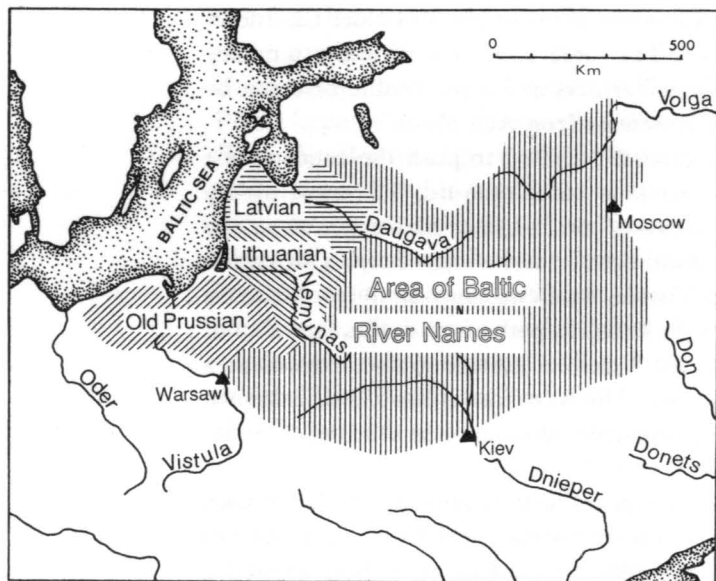 0 500
Km
Volga
BALTIC SEA
Latvian
Daugava
Moscow
Lithuanian
Nemunas
Area of Baltic
River Names
Old Prussian
Oder
Warsaw
Vistula
Kiev
Don
Donets
Dnieper